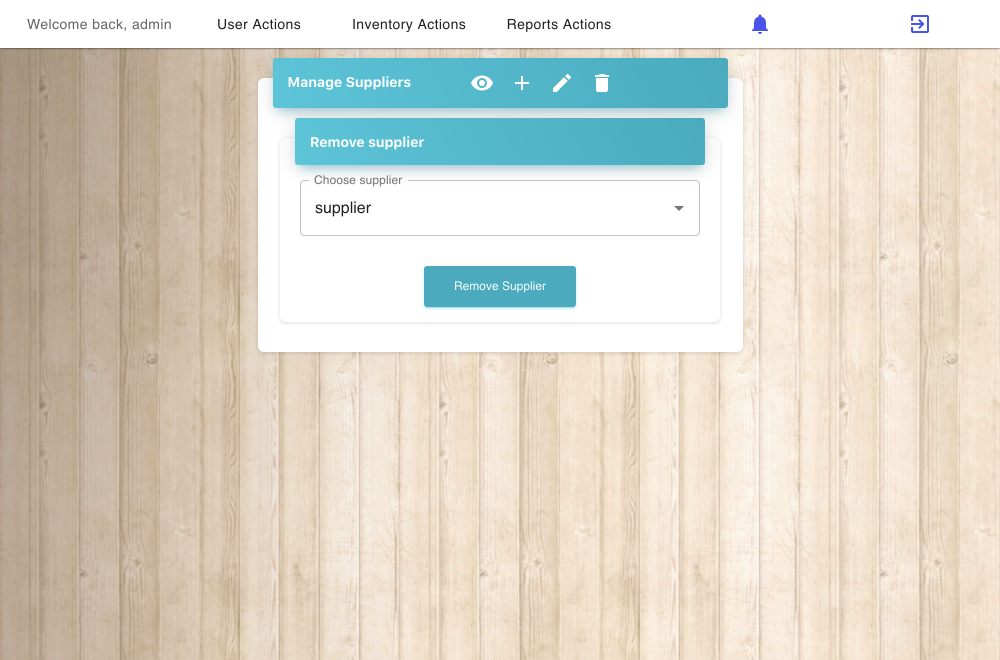 Welcome back, admin User Actions Inventory Actions Reports Actions
Manage Suppliers
Remove supplier
Choose supplier
supplier
Remove Supplier